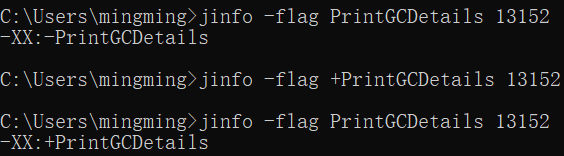 C:\Users\mingming>jinfo -flag PrintGCDetails 13152
-XX:-PrintGCDetails
C:\Users\mingming>jinfo -flag +PrintGCDetails 13152
C:\Users\mingming>jinfo -flag PrintGCDetails 13152
-XX:+PrintGCDetails